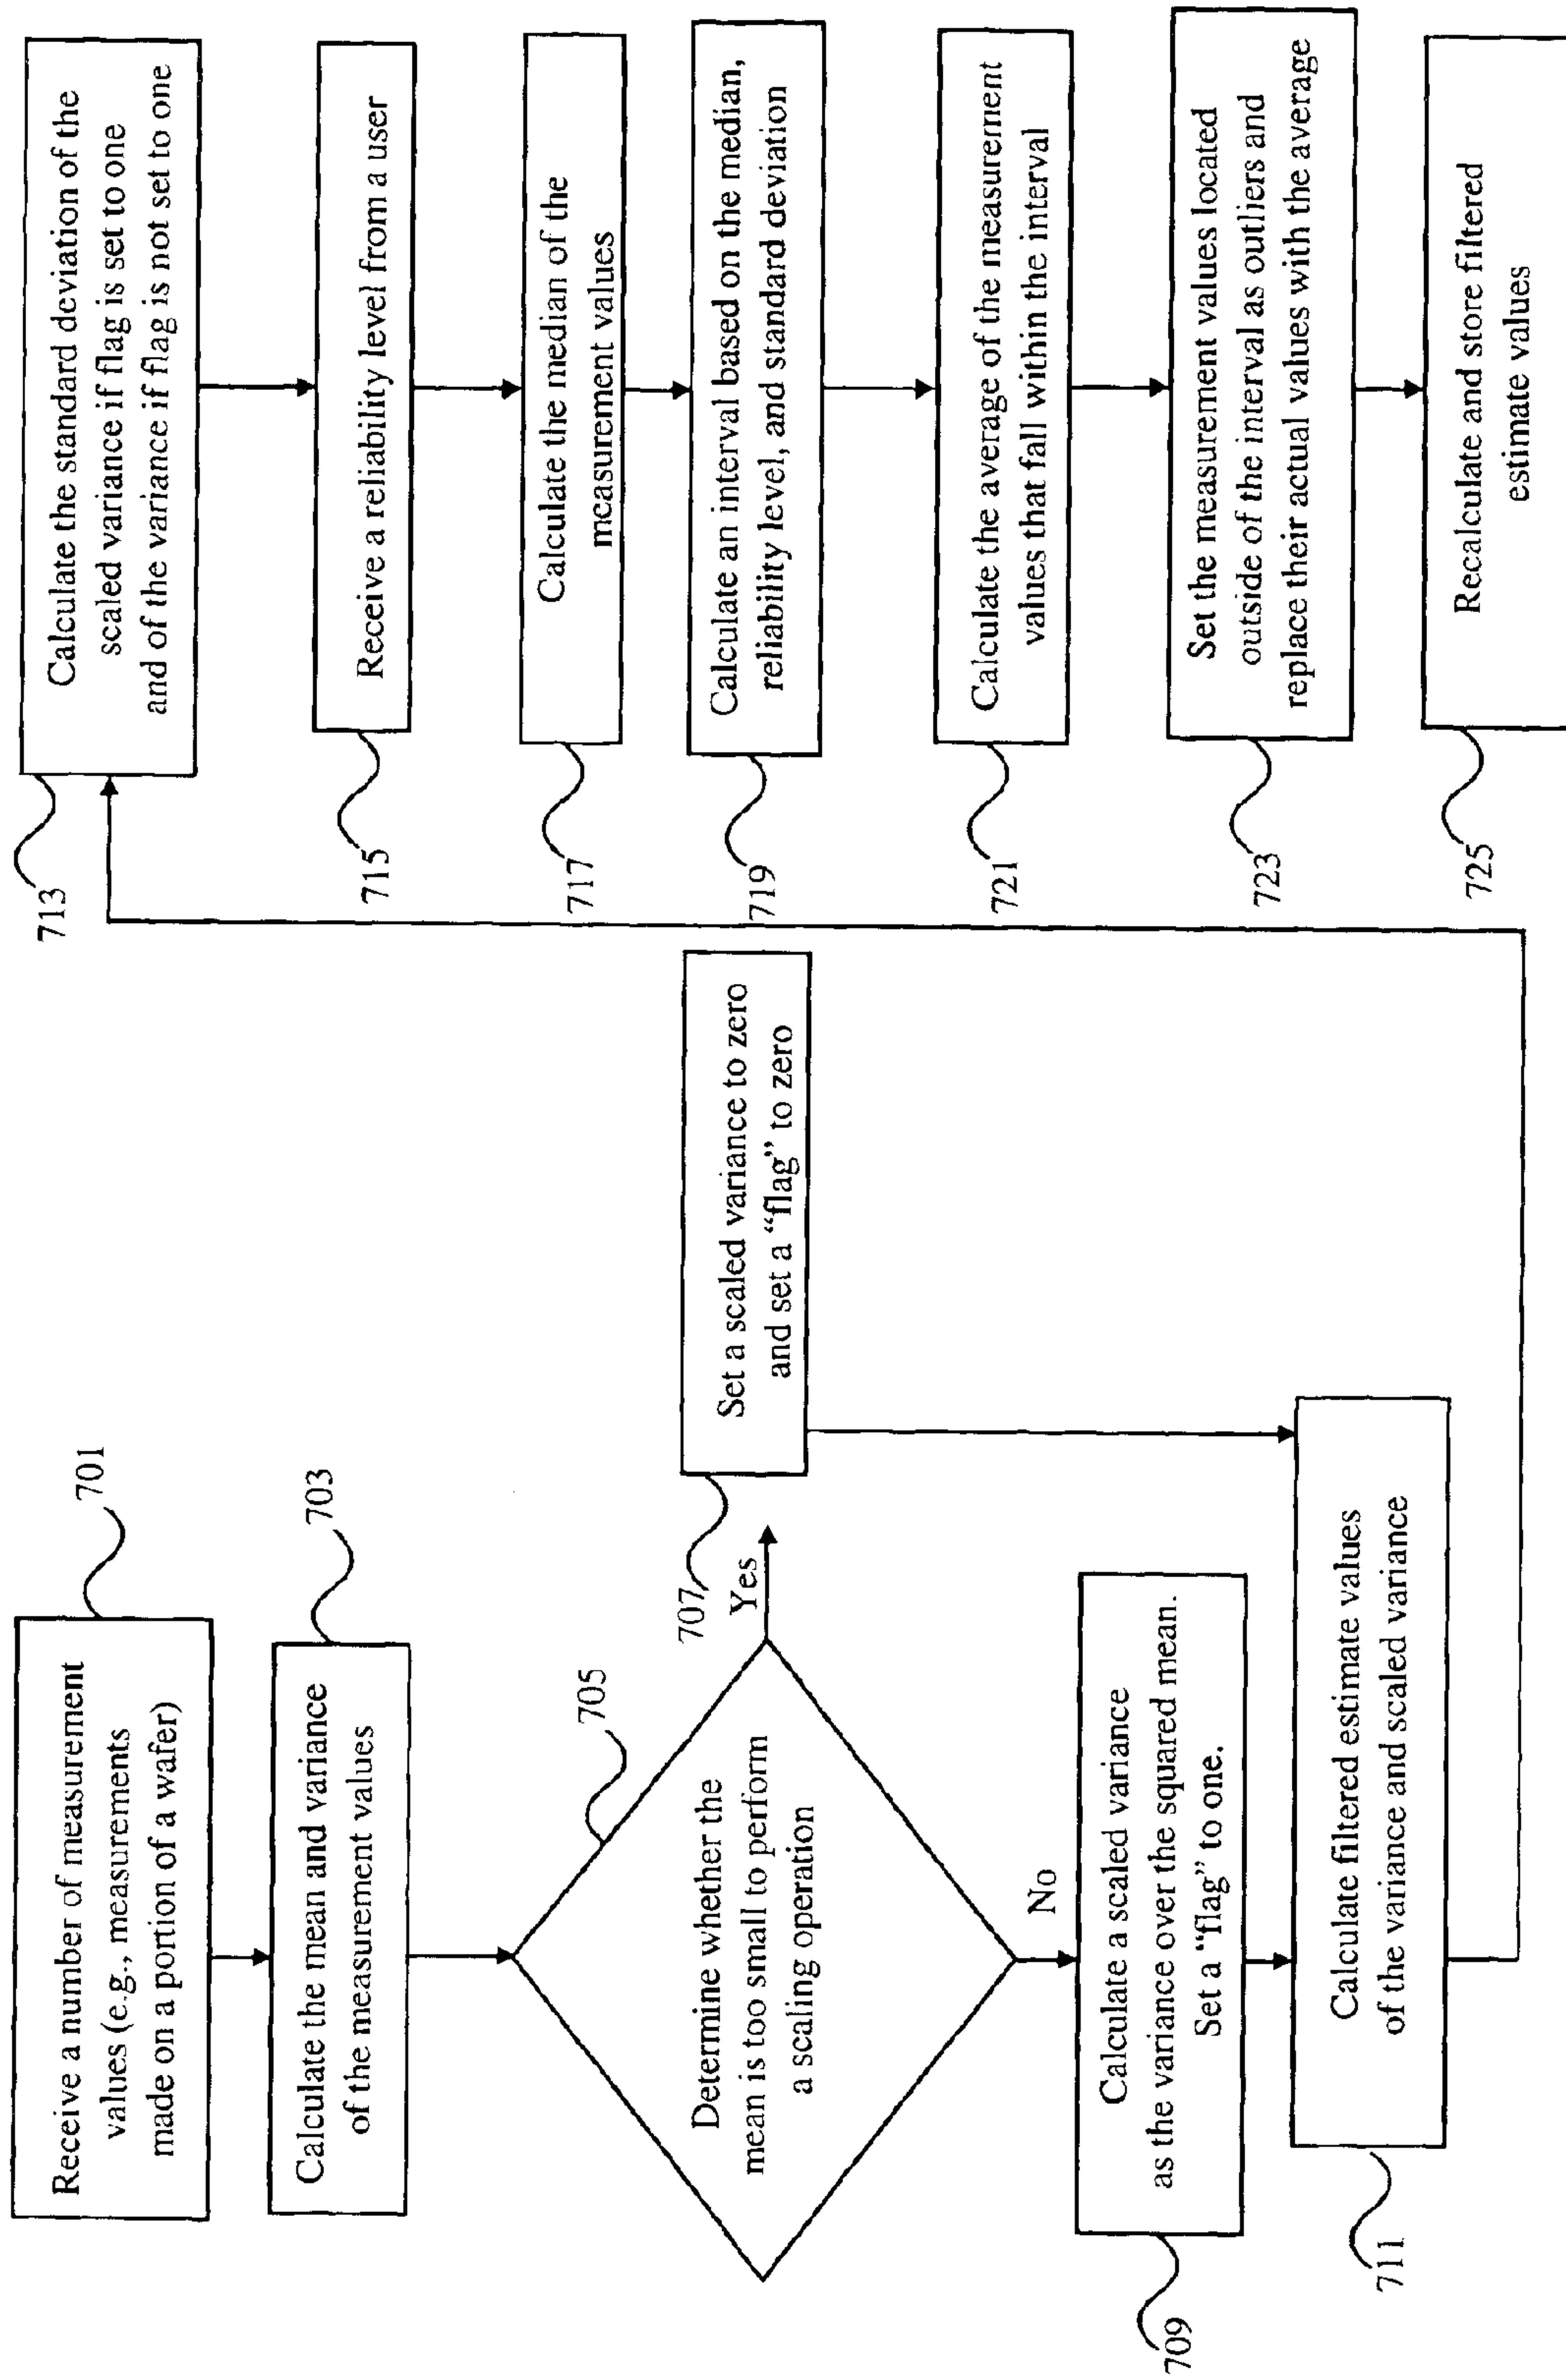 Receive a number of measurement
values (e.g., measurements
made on a portion of a wafer)
701
Calculate the mean and variance
of the measurement values
703
Determine whether the
mean is too small to perform
a scaling operation
705
Yes
No
Set a scaled variance to zero
and set a “flag” to zero
707
Calculate a scaled variance
as the variance over the squared mean.
Set a “flag” to one.
709
Calculate filtered estimate values
of the variance and scaled variance
711
Calculate the standard deviation of the
scaled variance if flag is set to one
and of the variance if flag is not set to one
713
Receive a reliability level from a user
715
Calculate the median of the
measurement values
717
Calculate an interval based on the median,
reliability level, and standard deviation
719
Calculate the average of the measurement
values that fall within the interval
721
Set the measurement values located
outside of the interval as outliers and
replace their actual values with the average
723
Recalculate and store filtered
estimate values
725